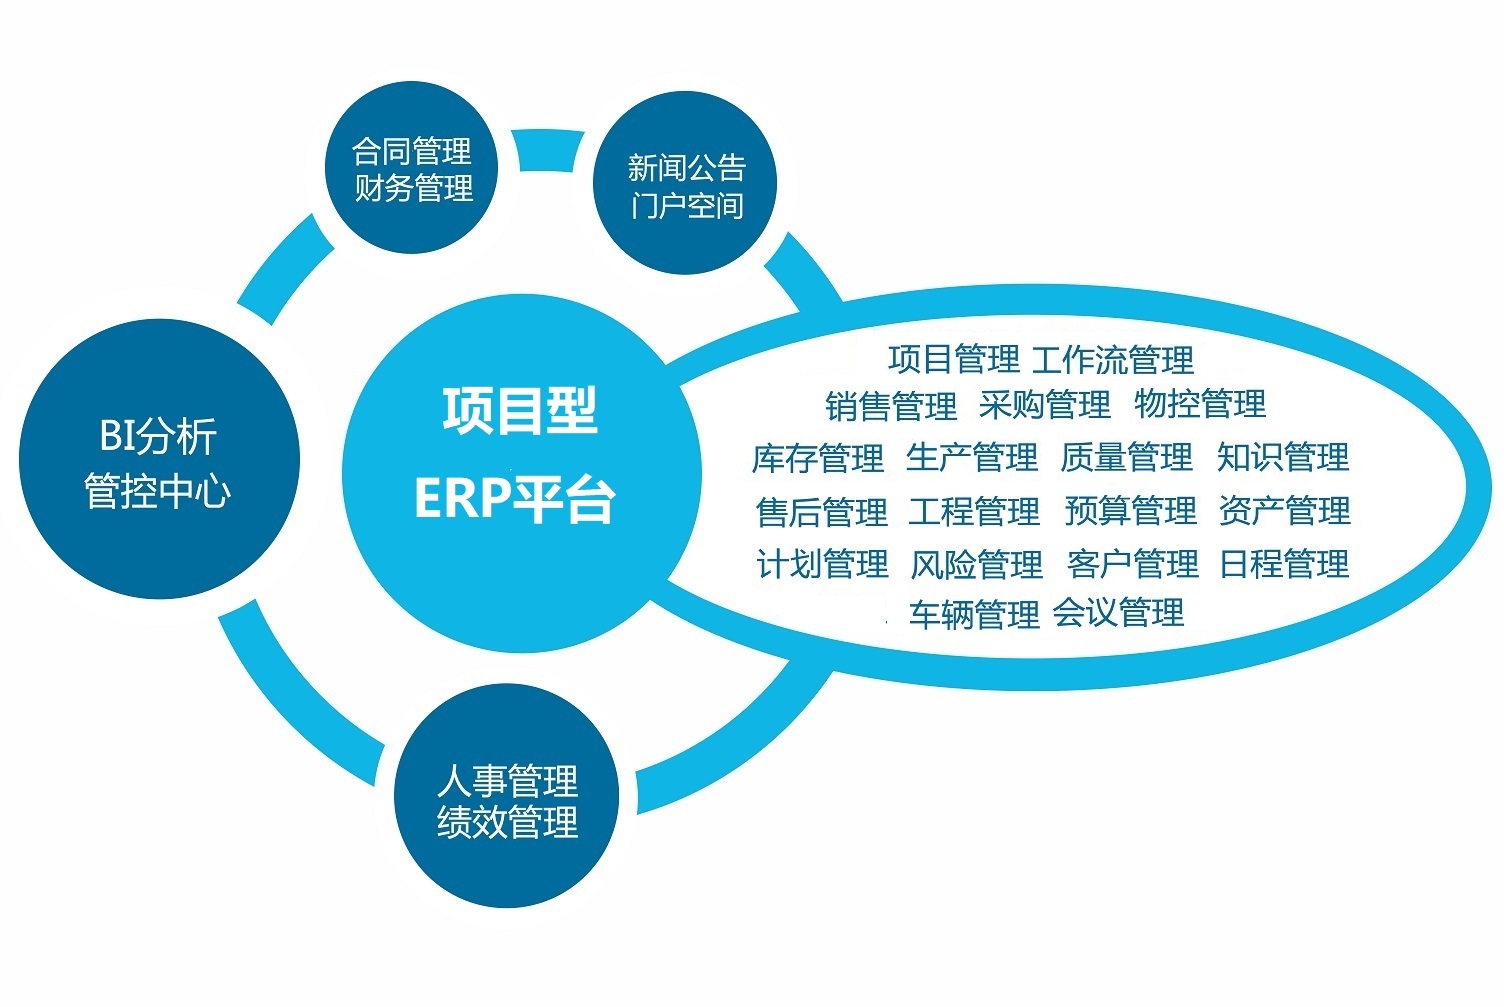 合同管理
财务管理
新闻公告
门户空间
BI分析
管控中心
项目型
ERP平台
项目管理 工作流管理
销售管理 采购管理 物控管理
库存管理 生产管理 质量管理 知识管理
售后管理 工程管理 预算管理 资产管理
计划管理 风险管理 客户管理 日程管理
车辆管理 会议管理
人事管理
绩效管理